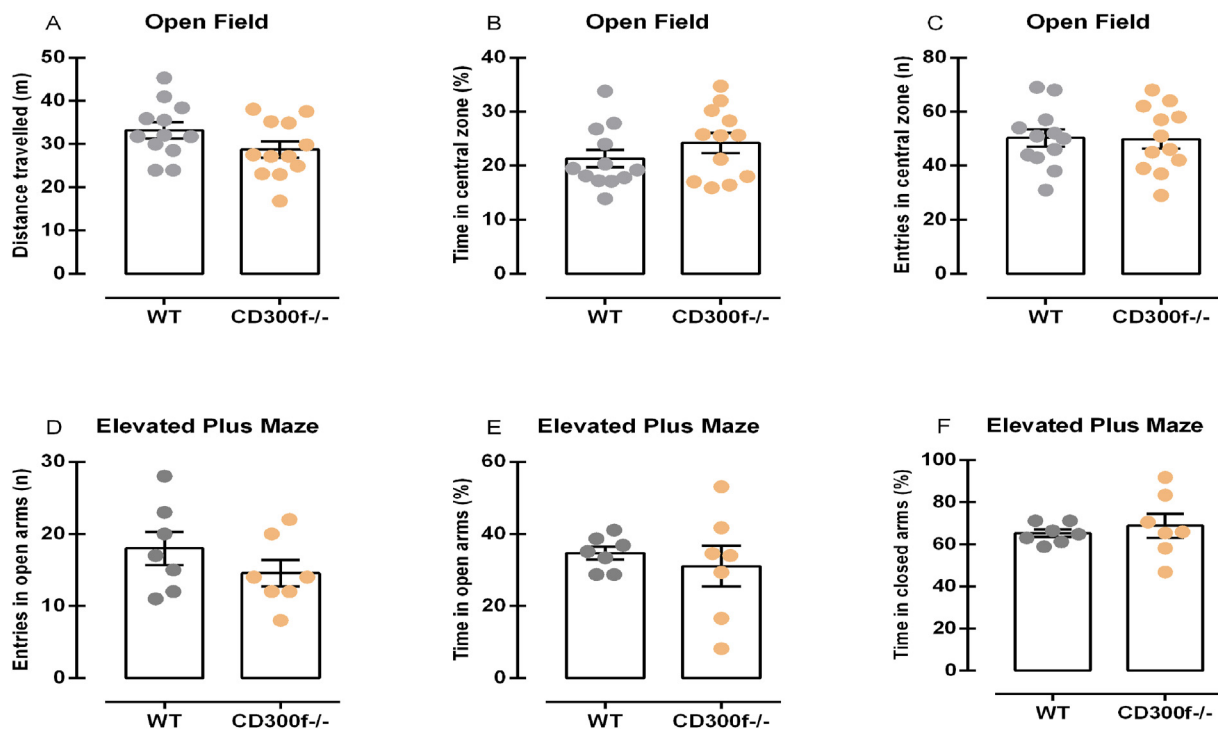 A Open Field
Distance travelled (m)
50
40
30
20
10
0
WT CD300f-/-
B Open Field
Time in central zone (%)
40
30
20
10
0
WT CD300f-/-
C Open Field
Entries in central zone (n)
80
60
40
20
0
WT CD300f-/-
D Elevated Plus Maze
Entries in open arms (n)
30
20
10
0
WT CD300f-/-
E Elevated Plus Maze
Time in open arms (%)
60
40
20
0
WT CD300f-/-
F Elevated Plus Maze
Time in closed arms (%)
100
80
60
40
20
0
WT CD300f-/-